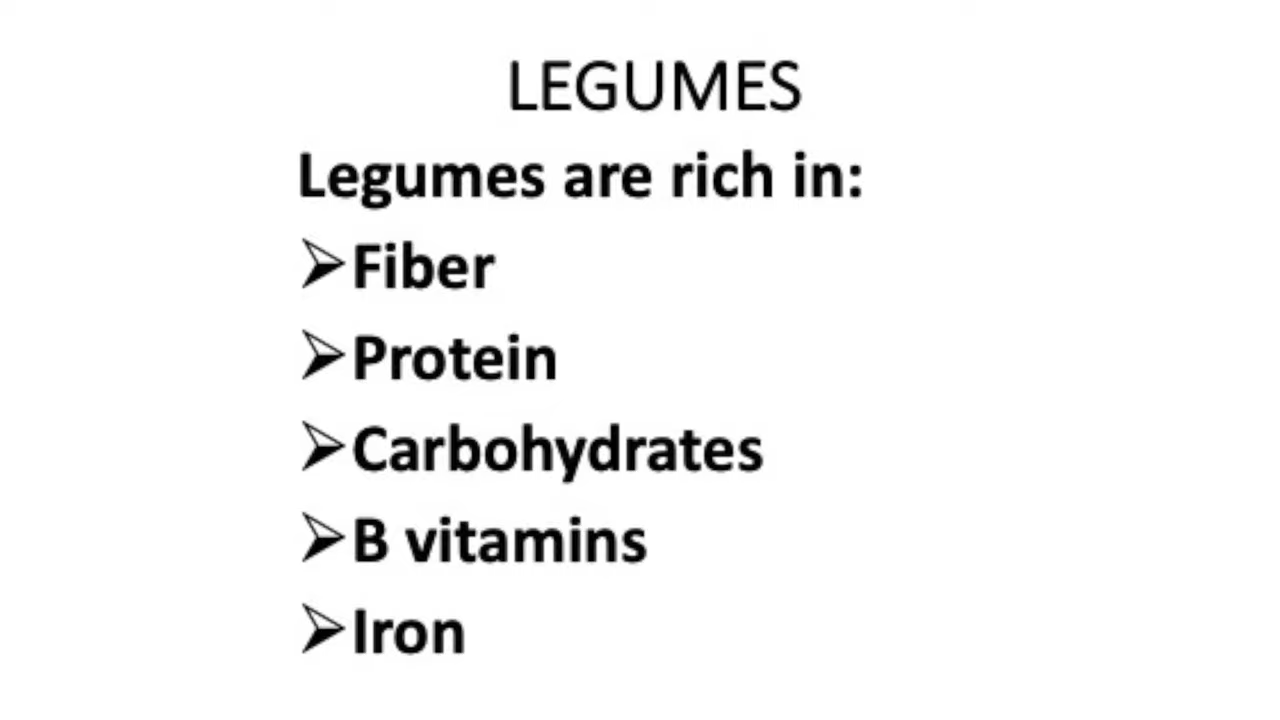 LEGUMES
Legumes are rich in:
➢Fiber
➢Protein
➢Carbohydrates
➢B vitamins
➢Iron